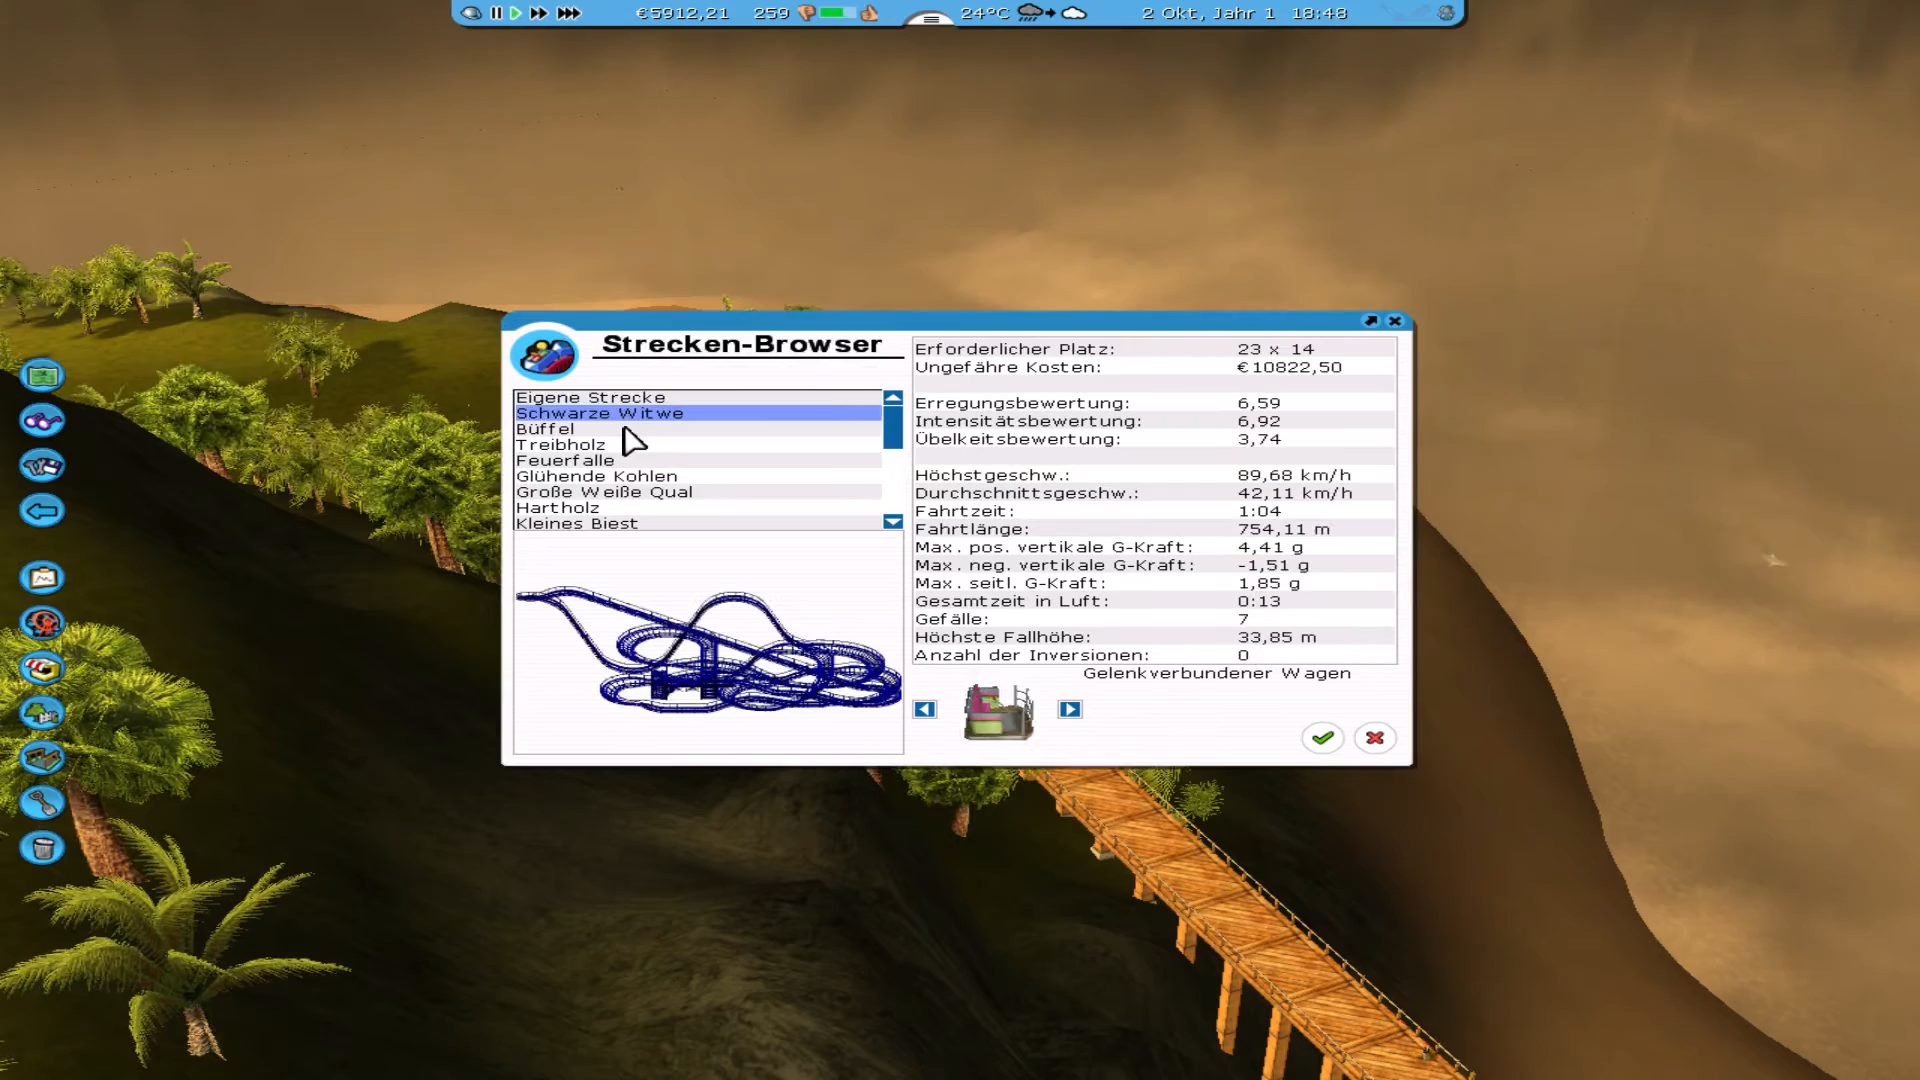 €5912,21 259 24°C 2 Okt, Jahr 1 18:48
Strecken-Browser
Eigene Strecke
Schwarze Witwe
Büffel
Treibholz
Feuerfalle
Glühende Kohlen
Große Weiße Qual
Hartholz
Kleines Biest
Erforderlicher Platz: 23 x 14
Ungefähre Kosten: €10822,50
Erregungsbewertung: 6,59
Intensitätsbewertung: 6,92
Übelkeitsbewertung: 3,74
Höchstgeschw.: 89,68 km/h
Durchschnittsgeschw.: 42,11 km/h
Fahrtzeit: 1:04
Fahrtlänge: 754,11 m
Max. pos. vertikale G-Kraft: 4,41 g
Max. neg. vertikale G-Kraft: -1,51 g
Max. seitl. G-Kraft: 1,85 g
Gesamtzeit in Luft: 0:13
Gefälle: 7
Höchste Fallhöhe: 33,85 m
Anzahl der Inversionen: 0
Gelenkverbundener Wagen